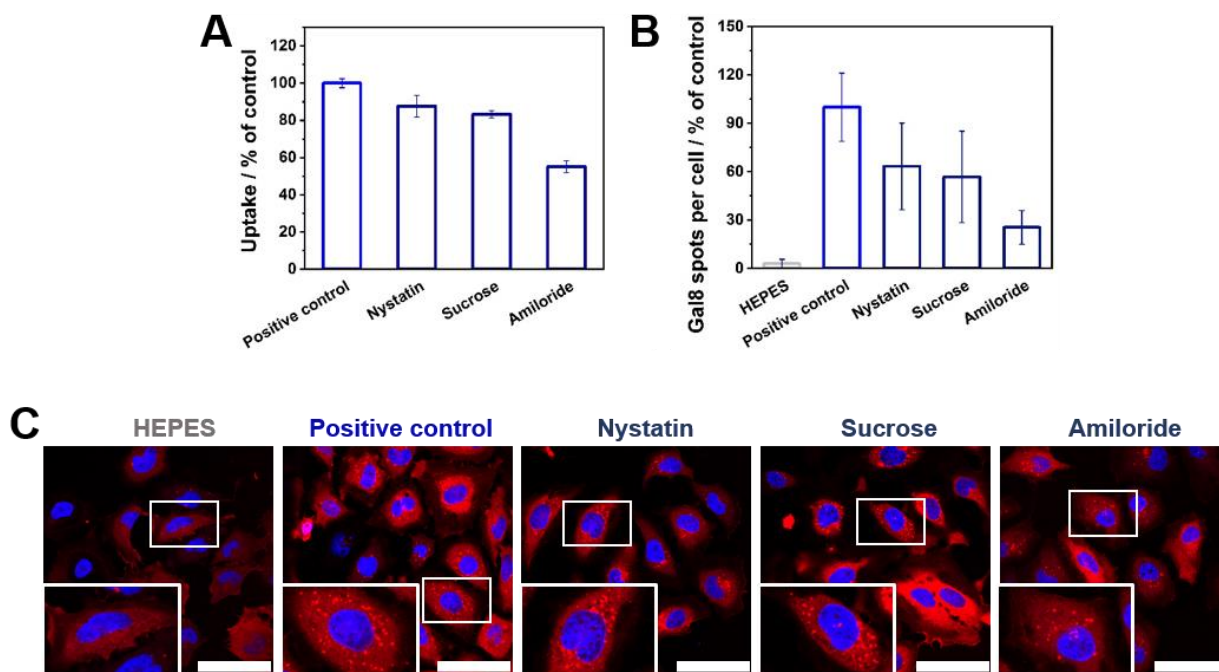 A
Uptake / % of control
120
100
80
60
40
20
0
Positive control
Nystatin
Sucrose
Amiloride
B
Gal8 spots per cell / % of control
150
120
90
60
30
0
HEPES
Positive control
Nystatin
Sucrose
Amiloride
C
HEPES
Positive control
Nystatin
Sucrose
Amiloride